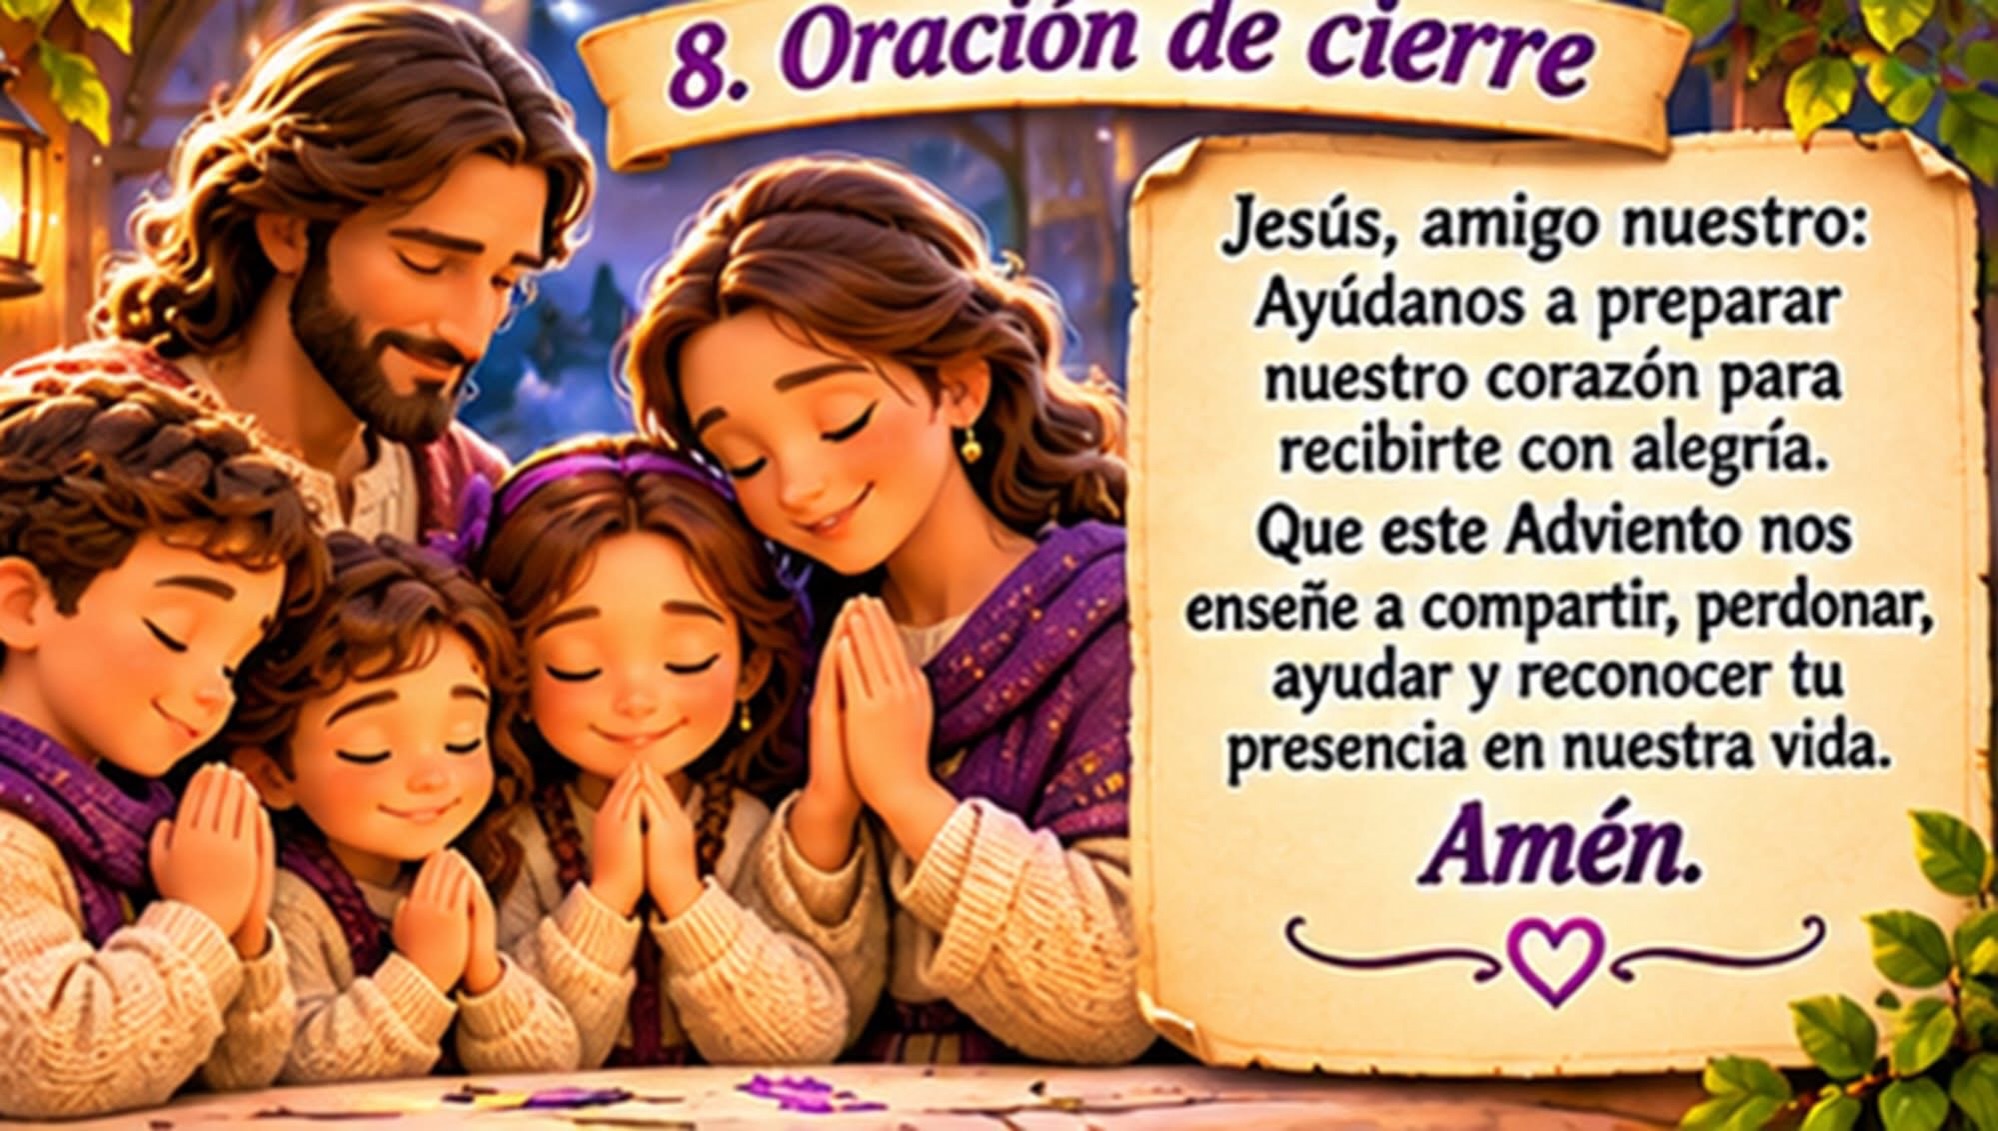 8. Oración de cierre
Jesús, amigo nuestro:
Ayúdanos a preparar
nuestro corazón para
recibirte con alegría.
Que este Adviento nos
enseñe a compartir, perdonar,
ayudar y reconocer tu
presencia en nuestra vida.
Amén.